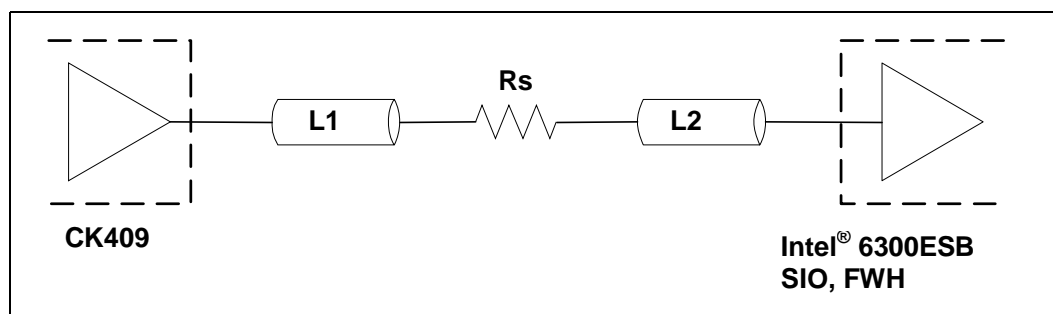 Rs
L1
L2
CK409
Intel® 6300ESB
SIO, FWH